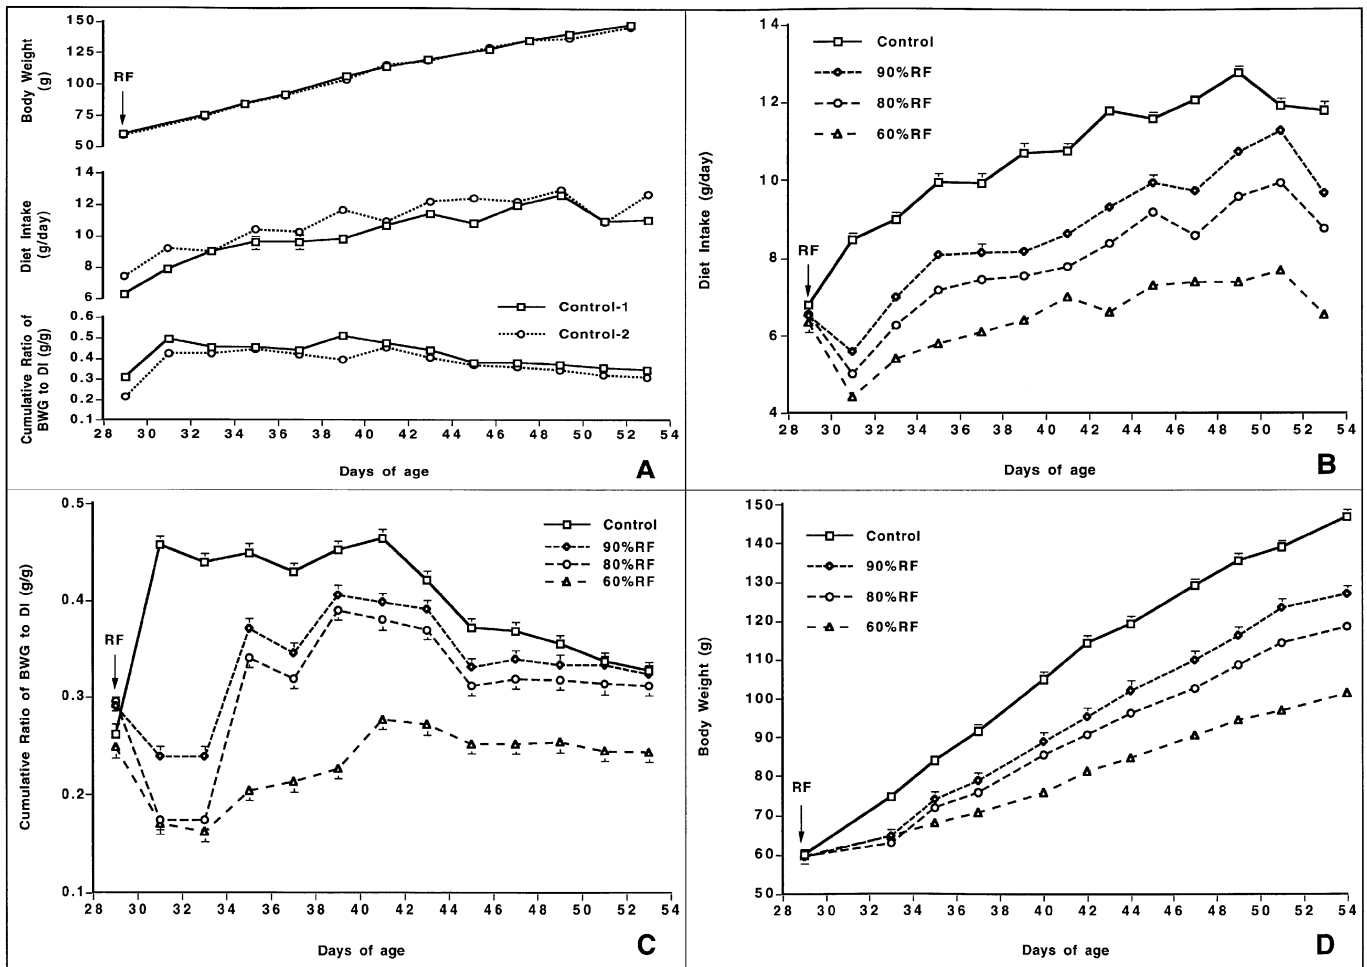 150
125
100
75
50
Body Weight
(g)
RF
14
12
10
8
6
Diet Intake
(g/day)
Control-1
Control-2
0.6
0.5
0.4
0.3
0.2
0.1
Cumulative Ratio of
BWG to DI (g/g)
28 30 32 34 36 38 40 42 44 46 48 50 52 54
Days of age
A
14
12
10
8
6
4
Diet Intake (g/day)
Control
90%RF
80%RF
60%RF
RF
28 30 32 34 36 38 40 42 44 46 48 50 52 54
Days of age
B
0.5
0.4
0.3
0.2
0.1
Cumulative Ratio of BWG to DI (g/g)
Control
90%RF
80%RF
60%RF
RF
28 30 32 34 36 38 40 42 44 46 48 50 52 54
Days of age
C
150
140
130
120
110
100
90
80
70
60
50
Body Weight (g)
Control
90%RF
80%RF
60%RF
RF
28 30 32 34 36 38 40 42 44 46 48 50 52 54
Days of age
D